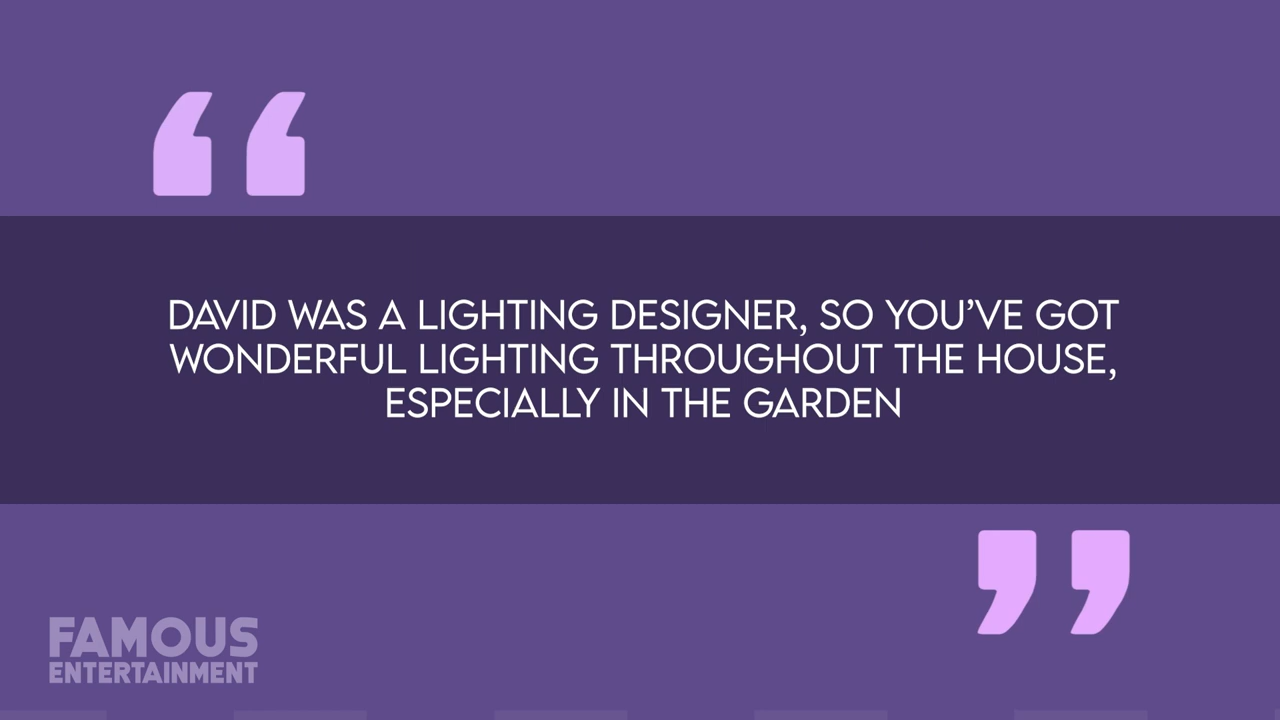 “
DAVID WAS A LIGHTING DESIGNER, SO YOU’VE GOT
WONDERFUL LIGHTING THROUGHOUT THE HOUSE,
ESPECIALLY IN THE GARDEN
”
FAMOUS
ENTERTAINMENT